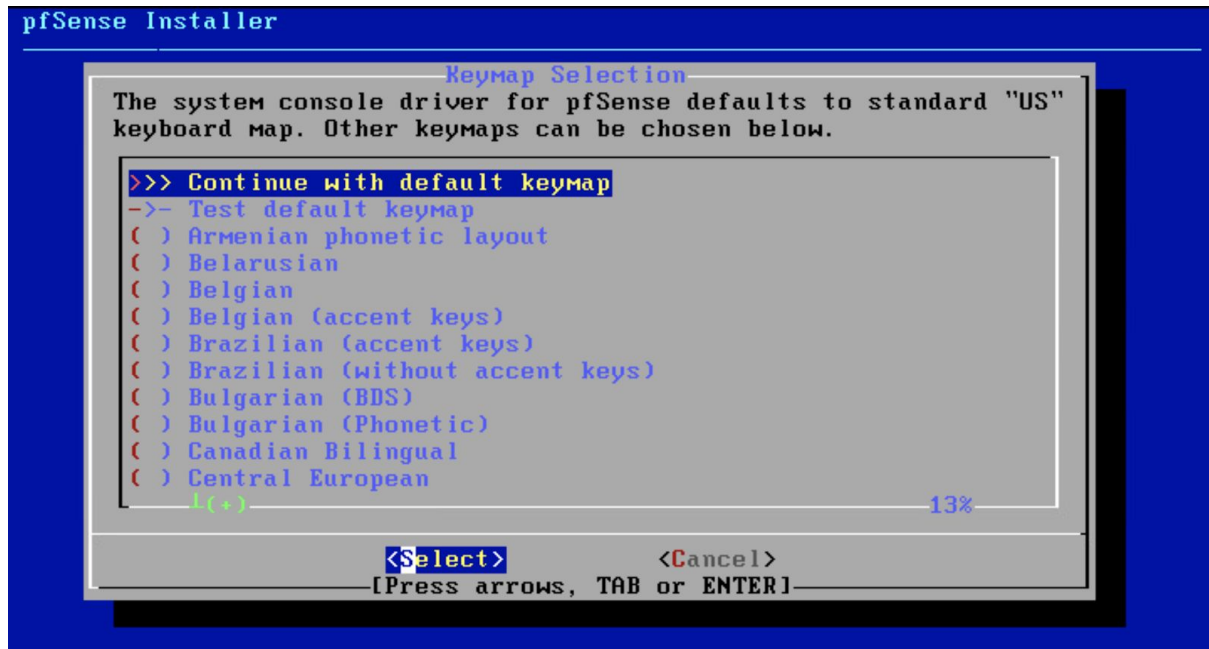 pfSense Installer
Keymap Selection
The system console driver for pfSense defaults to standard "US"
keyboard map. Other keymaps can be chosen below.
>>> Continue with default keymap
->- Test default keymap
( ) Armenian phonetic layout
( ) Belarusian
( ) Belgian
( ) Belgian (accent keys)
( ) Brazilian (accent keys)
( ) Brazilian (without accent keys)
( ) Bulgarian (BDS)
( ) Bulgarian (Phonetic)
( ) Canadian Bilingual
( ) Central European
┴(+) 13%
<Select> <Cancel>
[Press arrows, TAB or ENTER]